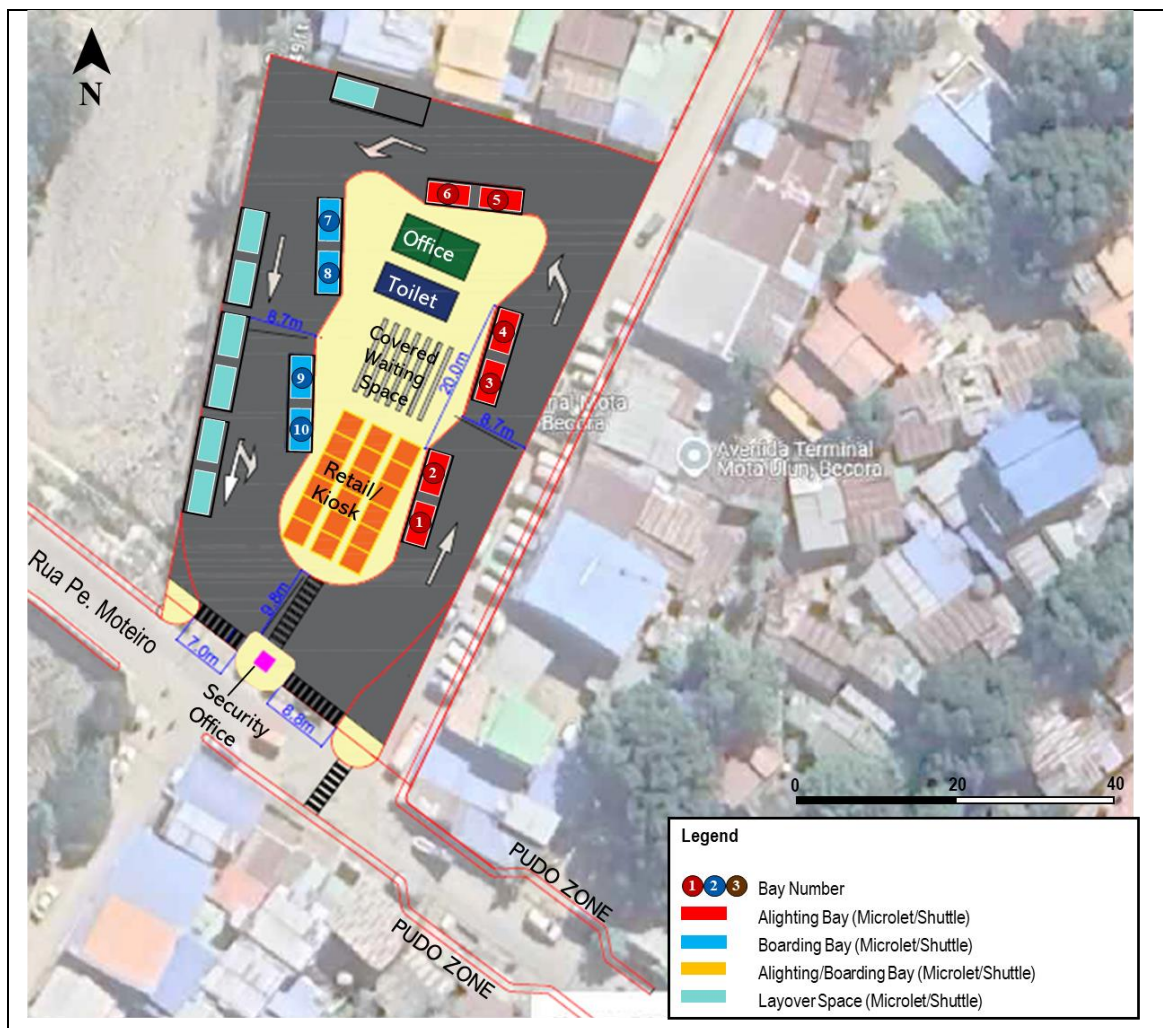 N
6
5
7
8
Office
Toilet
4
3
8.7m
Covered
Waiting
Space
20.0m
9
10
8.7m
nal Mota
Becora
Avenida Terminal
Mota Ulun, Becora
2
1
Retail/
Kiosk
9.8m
Rua Pe. Moteiro
7.0m
Security
Office
8.8m
0 20 40
PUDO ZONE
PUDO ZONE
Legend
1 2 3 Bay Number
Alighting Bay (Microlet/Shuttle)
Boarding Bay (Microlet/Shuttle)
Alighting/Boarding Bay (Microlet/Shuttle)
Layover Space (Microlet/Shuttle)